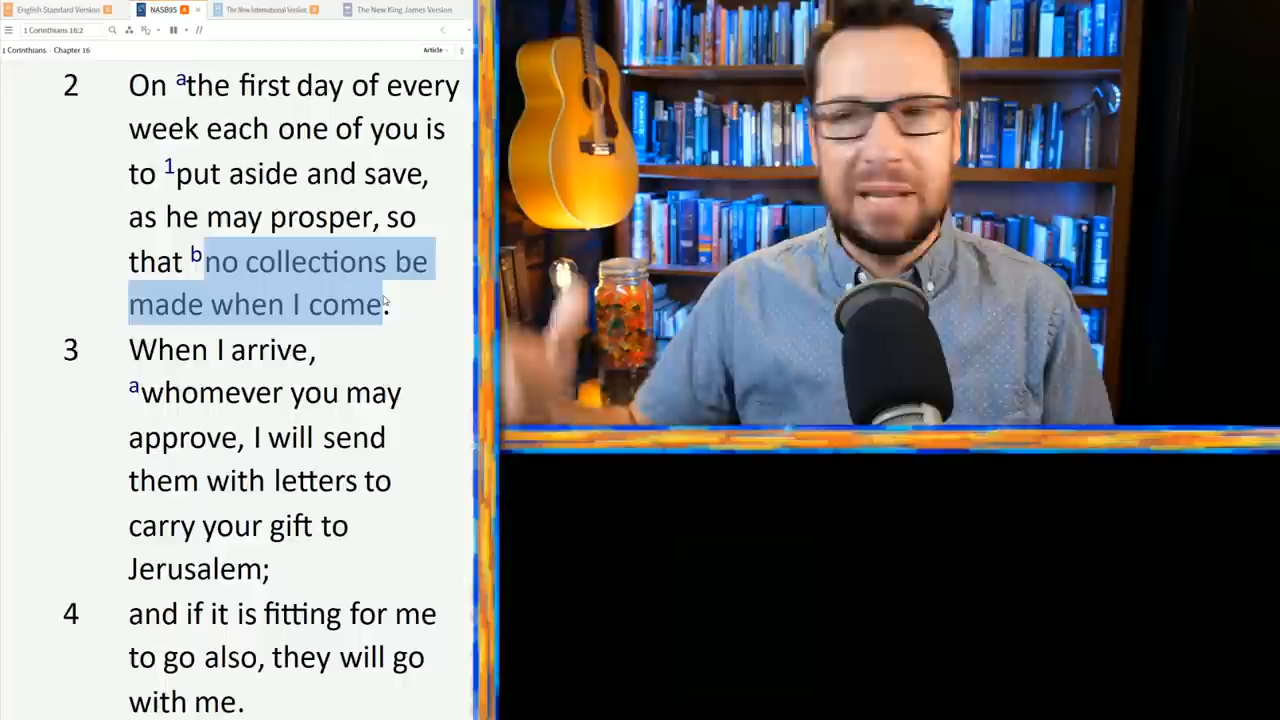 English Standard Version
NASB95
The New International Version
The New King James Version
1 Corinthians 16:2
1 Corinthians · Chapter 16
Article
2 On ᵃthe first day of every
week each one of you is
to ¹put aside and save,
as he may prosper, so
that ᵇno collections be
made when I come.
3 When I arrive,
ᵃwhomever you may
approve, I will send
them with letters to
carry your gift to
Jerusalem;
4 and if it is fitting for me
to go also, they will go
with me.